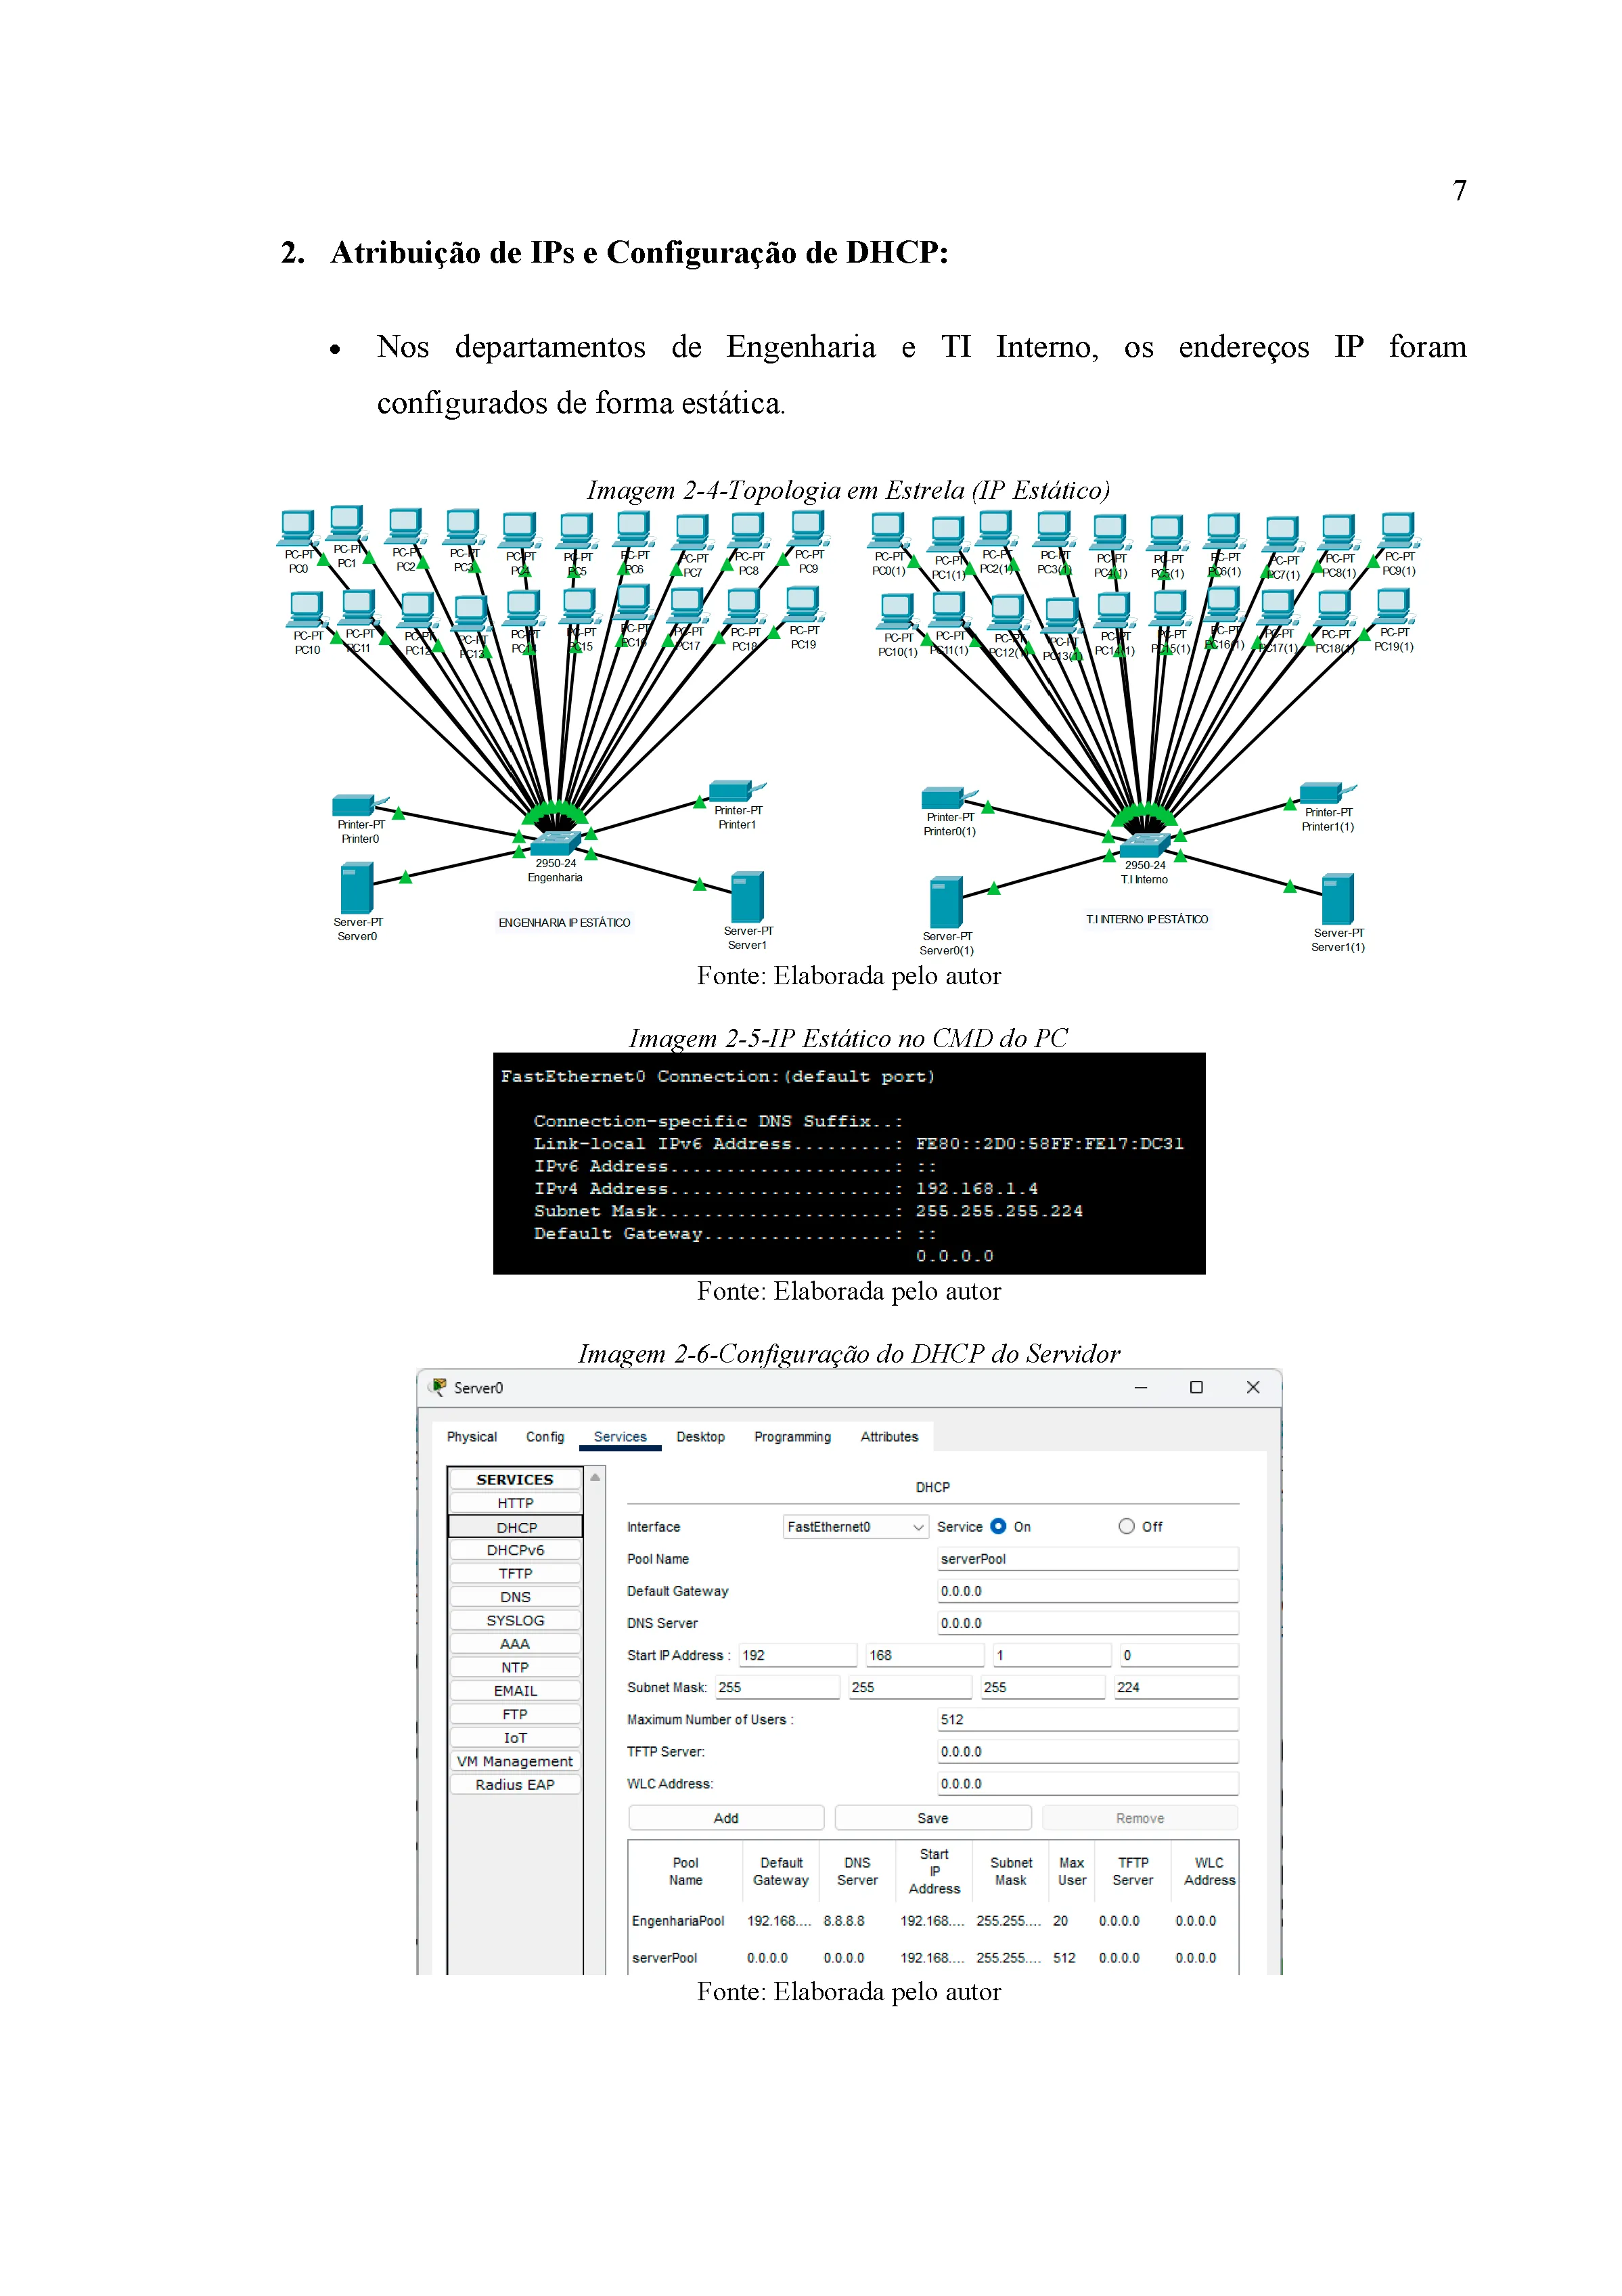 7
2. Atribuição de IPs e Configuração de DHCP:
• Nos departamentos de Engenharia e TI Interno, os endereços IP foram
configurados de forma estática.
Imagem 2-4-Topologia em Estrela (IP Estático)
PC-PT PC0
PC-PT PC1
PC-PT PC2
PC-PT PC3
PC-PT PC4
PC-PT PC5
PC-PT PC6
PC-PT PC7
PC-PT PC8
PC-PT PC9
PC-PT PC10
PC-PT PC11
PC-PT PC12
PC-PT PC13
PC-PT PC14
PC-PT PC15
PC-PT PC16
PC-PT PC17
PC-PT PC18
PC-PT PC19
Printer-PT
Printer0
Printer-PT
Printer1
2950-24
Engenharia
Server-PT
Server0
ENGENHARIA IP ESTÁTICO
Server-PT
Server1
PC-PT PC0(1)
PC-PT PC1(1)
PC-PT PC2(1)
PC-PT PC3(1)
PC-PT PC4(1)
PC-PT PC5(1)
PC-PT PC6(1)
PC-PT PC7(1)
PC-PT PC8(1)
PC-PT PC9(1)
PC-PT PC10(1)
PC-PT PC11(1)
PC-PT PC12(1)
PC-PT PC13(1)
PC-PT PC14(1)
PC-PT PC15(1)
PC-PT PC16(1)
PC-PT PC17(1)
PC-PT PC18(1)
PC-PT PC19(1)
Printer-PT
Printer0(1)
Printer-PT
Printer1(1)
2950-24
T.I Interno
Server-PT
Server0(1)
T.I INTERNO IP ESTÁTICO
Server-PT
Server1(1)
Fonte: Elaborada pelo autor
Imagem 2-5-IP Estático no CMD do PC
FastEthernet0 Connection:(default port)
Connection-specific DNS Suffix..:
Link-local IPv6 Address.........: FE80::2D0:58FF:FE17:DC31
IPv6 Address....................: ::
IPv4 Address....................: 192.168.1.4
Subnet Mask.....................: 255.255.255.224
Default Gateway.................: ::
0.0.0.0
Fonte: Elaborada pelo autor
Imagem 2-6-Configuração do DHCP do Servidor
Server0
Physical Config Services Desktop Programming Attributes
SERVICES
HTTP
DHCP
DHCPv6
TFTP
DNS
SYSLOG
AAA
NTP
EMAIL
FTP
IoT
VM Management
Radius EAP
DHCP
Interface FastEthernet0 Service On Off
Pool Name serverPool
Default Gateway 0.0.0.0
DNS Server 0.0.0.0
Start IP Address : 192 168 1 0
Subnet Mask: 255 255 255 224
Maximum Number of Users : 512
TFTP Server: 0.0.0.0
WLC Address: 0.0.0.0
Add Save Remove
Pool Name Default Gateway DNS Server Start IP Address Subnet Mask Max User TFTP Server WLC Address
EngenhariaPool 192.168.... 8.8.8.8 192.168.... 255.255.... 20 0.0.0.0 0.0.0.0
serverPool 0.0.0.0 0.0.0.0 192.168.... 255.255.... 512 0.0.0.0 0.0.0.0
Fonte: Elaborada pelo autor